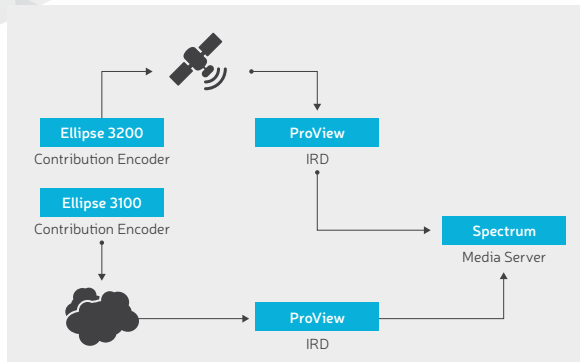 Ellipse 3200
Contribution Encoder
ProView
IRD
Ellipse 3100
Contribution Encoder
Spectrum
Media Server
ProView
IRD